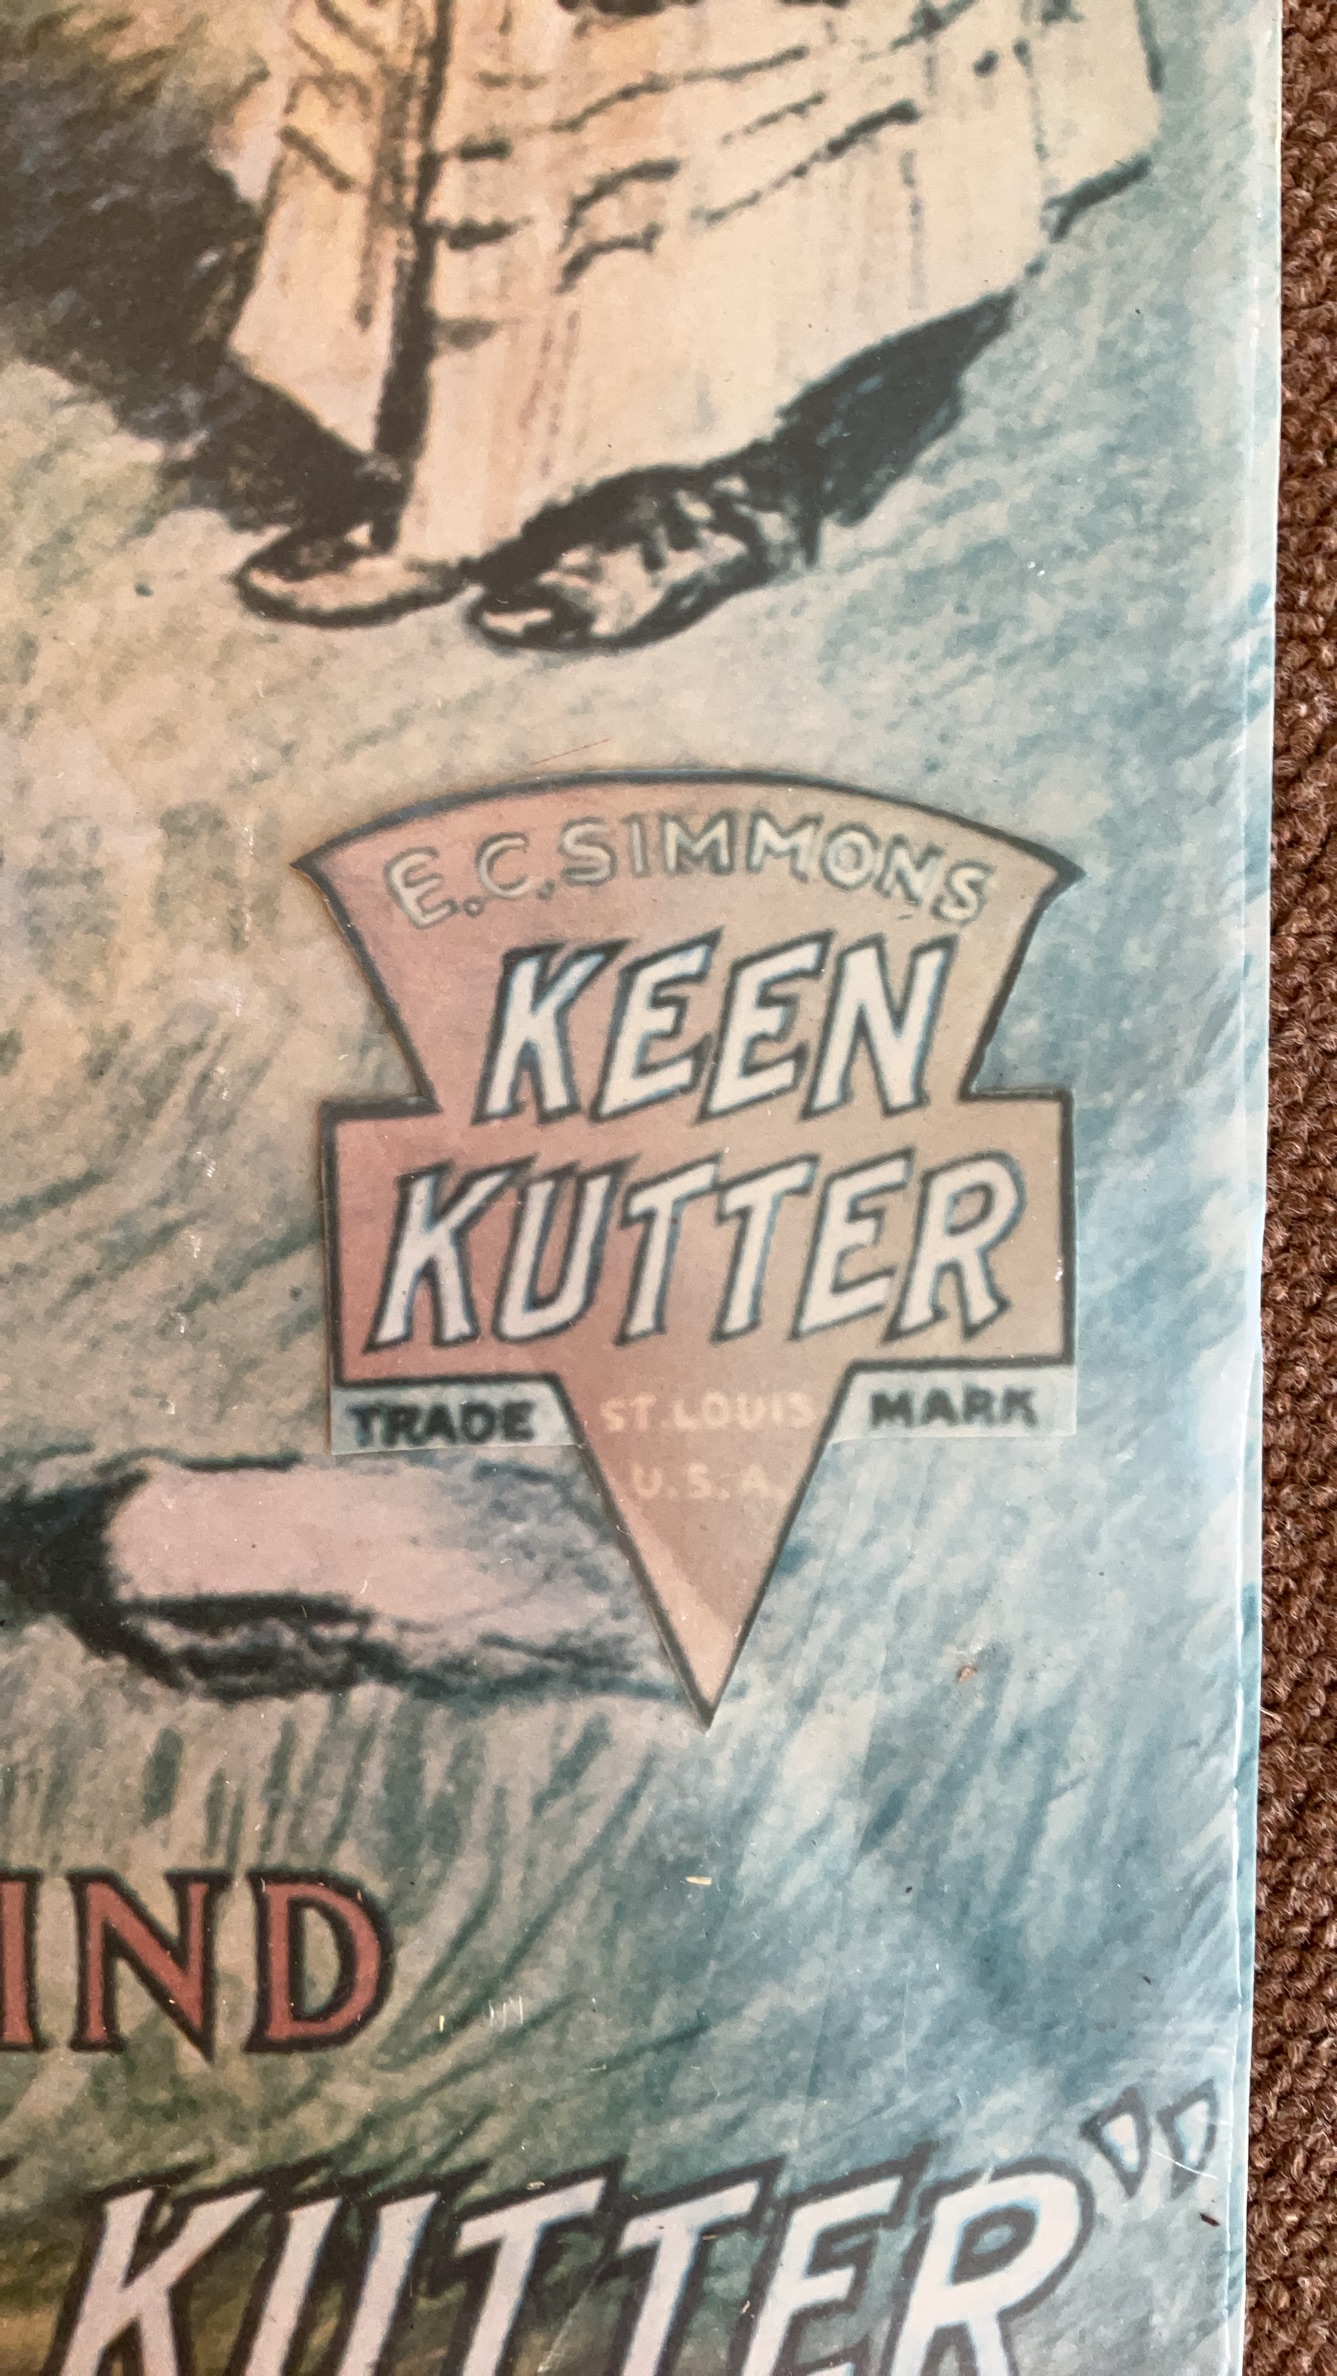 E.C.SIMMONS
KEEN
KUTTER
TRADE ST.LOUIS MARK
U.S.A.
IND
KUTTER"